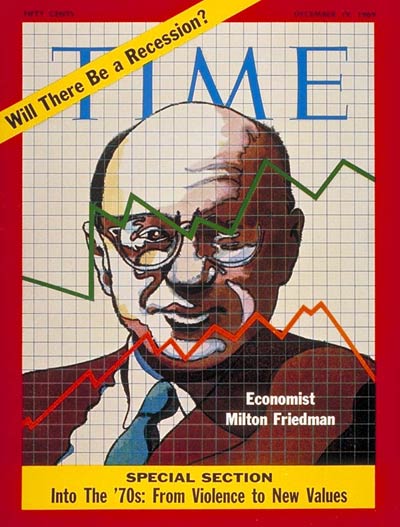 FIFTY CENTS
DECEMBER 19, 1969
Will There Be a Recession?
TIME
Economist
Milton Friedman
SPECIAL SECTION
Into The '70s: From Violence to New Values